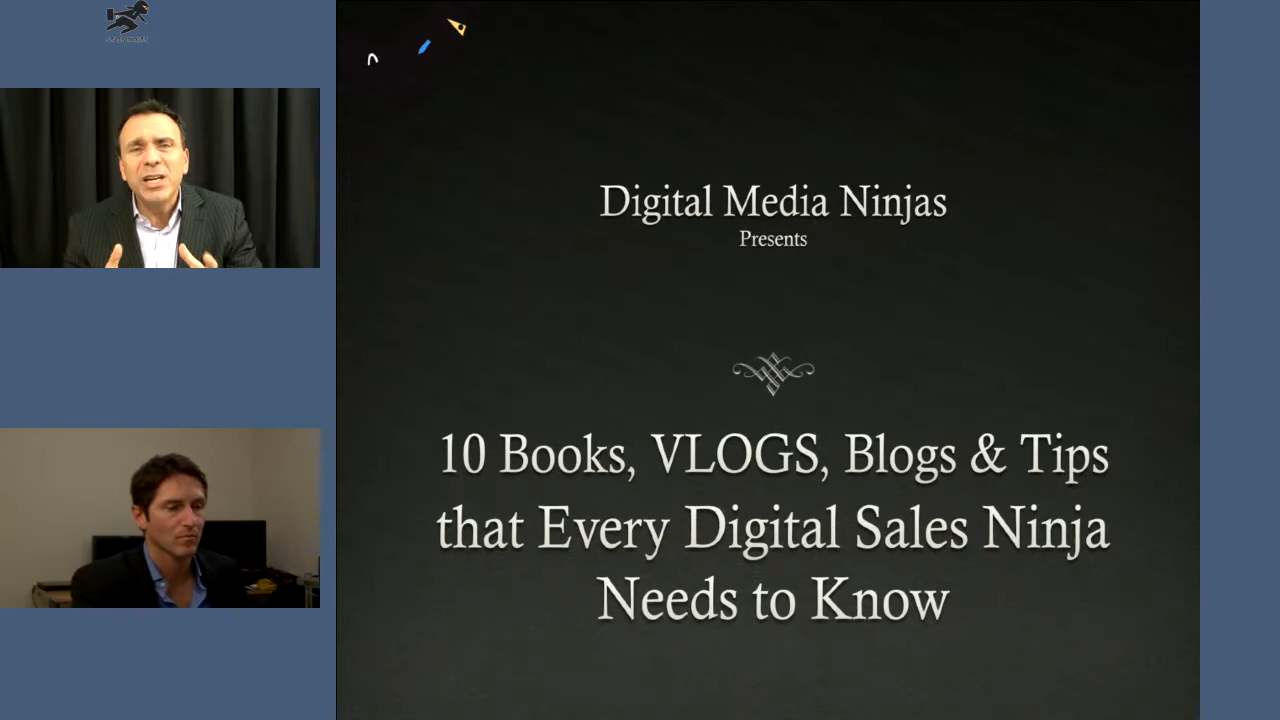 Digital Media Ninjas
Presents
10 Books, VLOGS, Blogs & Tips
that Every Digital Sales Ninja
Needs to Know